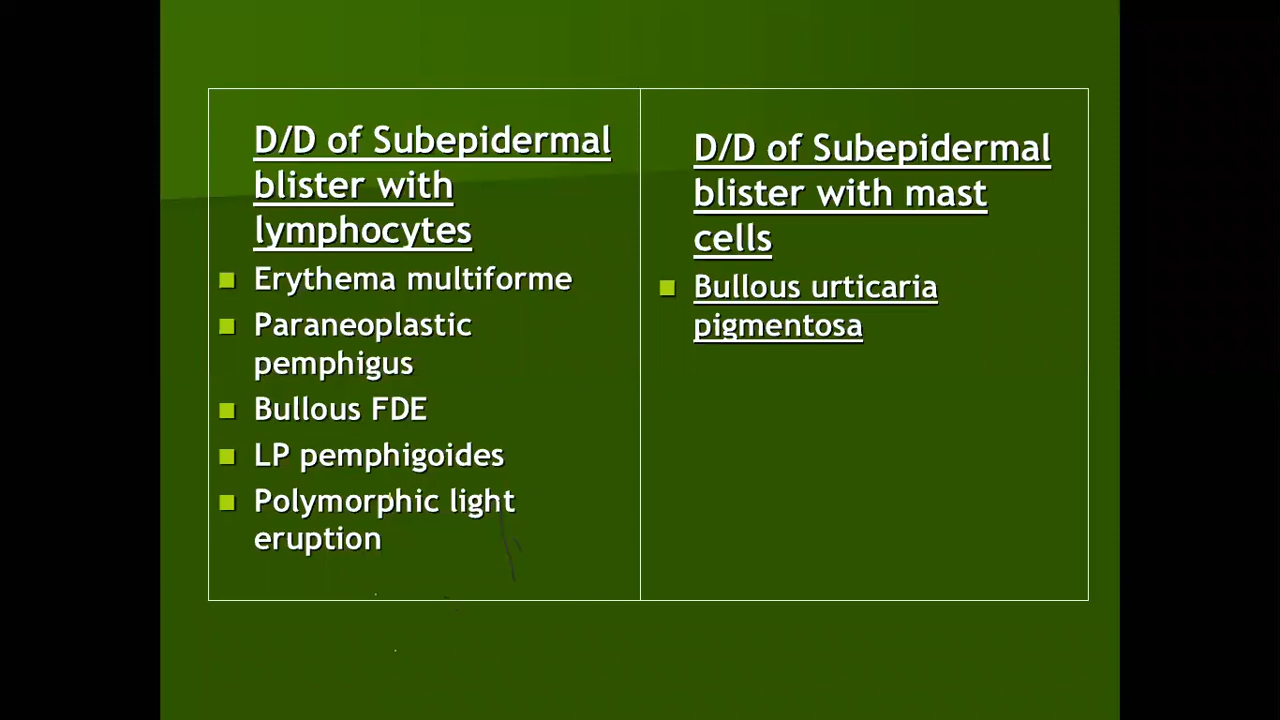 D/D of Subepidermal
blister with
lymphocytes
Erythema multiforme
Paraneoplastic
pemphigus
Bullous FDE
LP pemphigoides
Polymorphic light
eruption
D/D of Subepidermal
blister with mast
cells
Bullous urticaria
pigmentosa